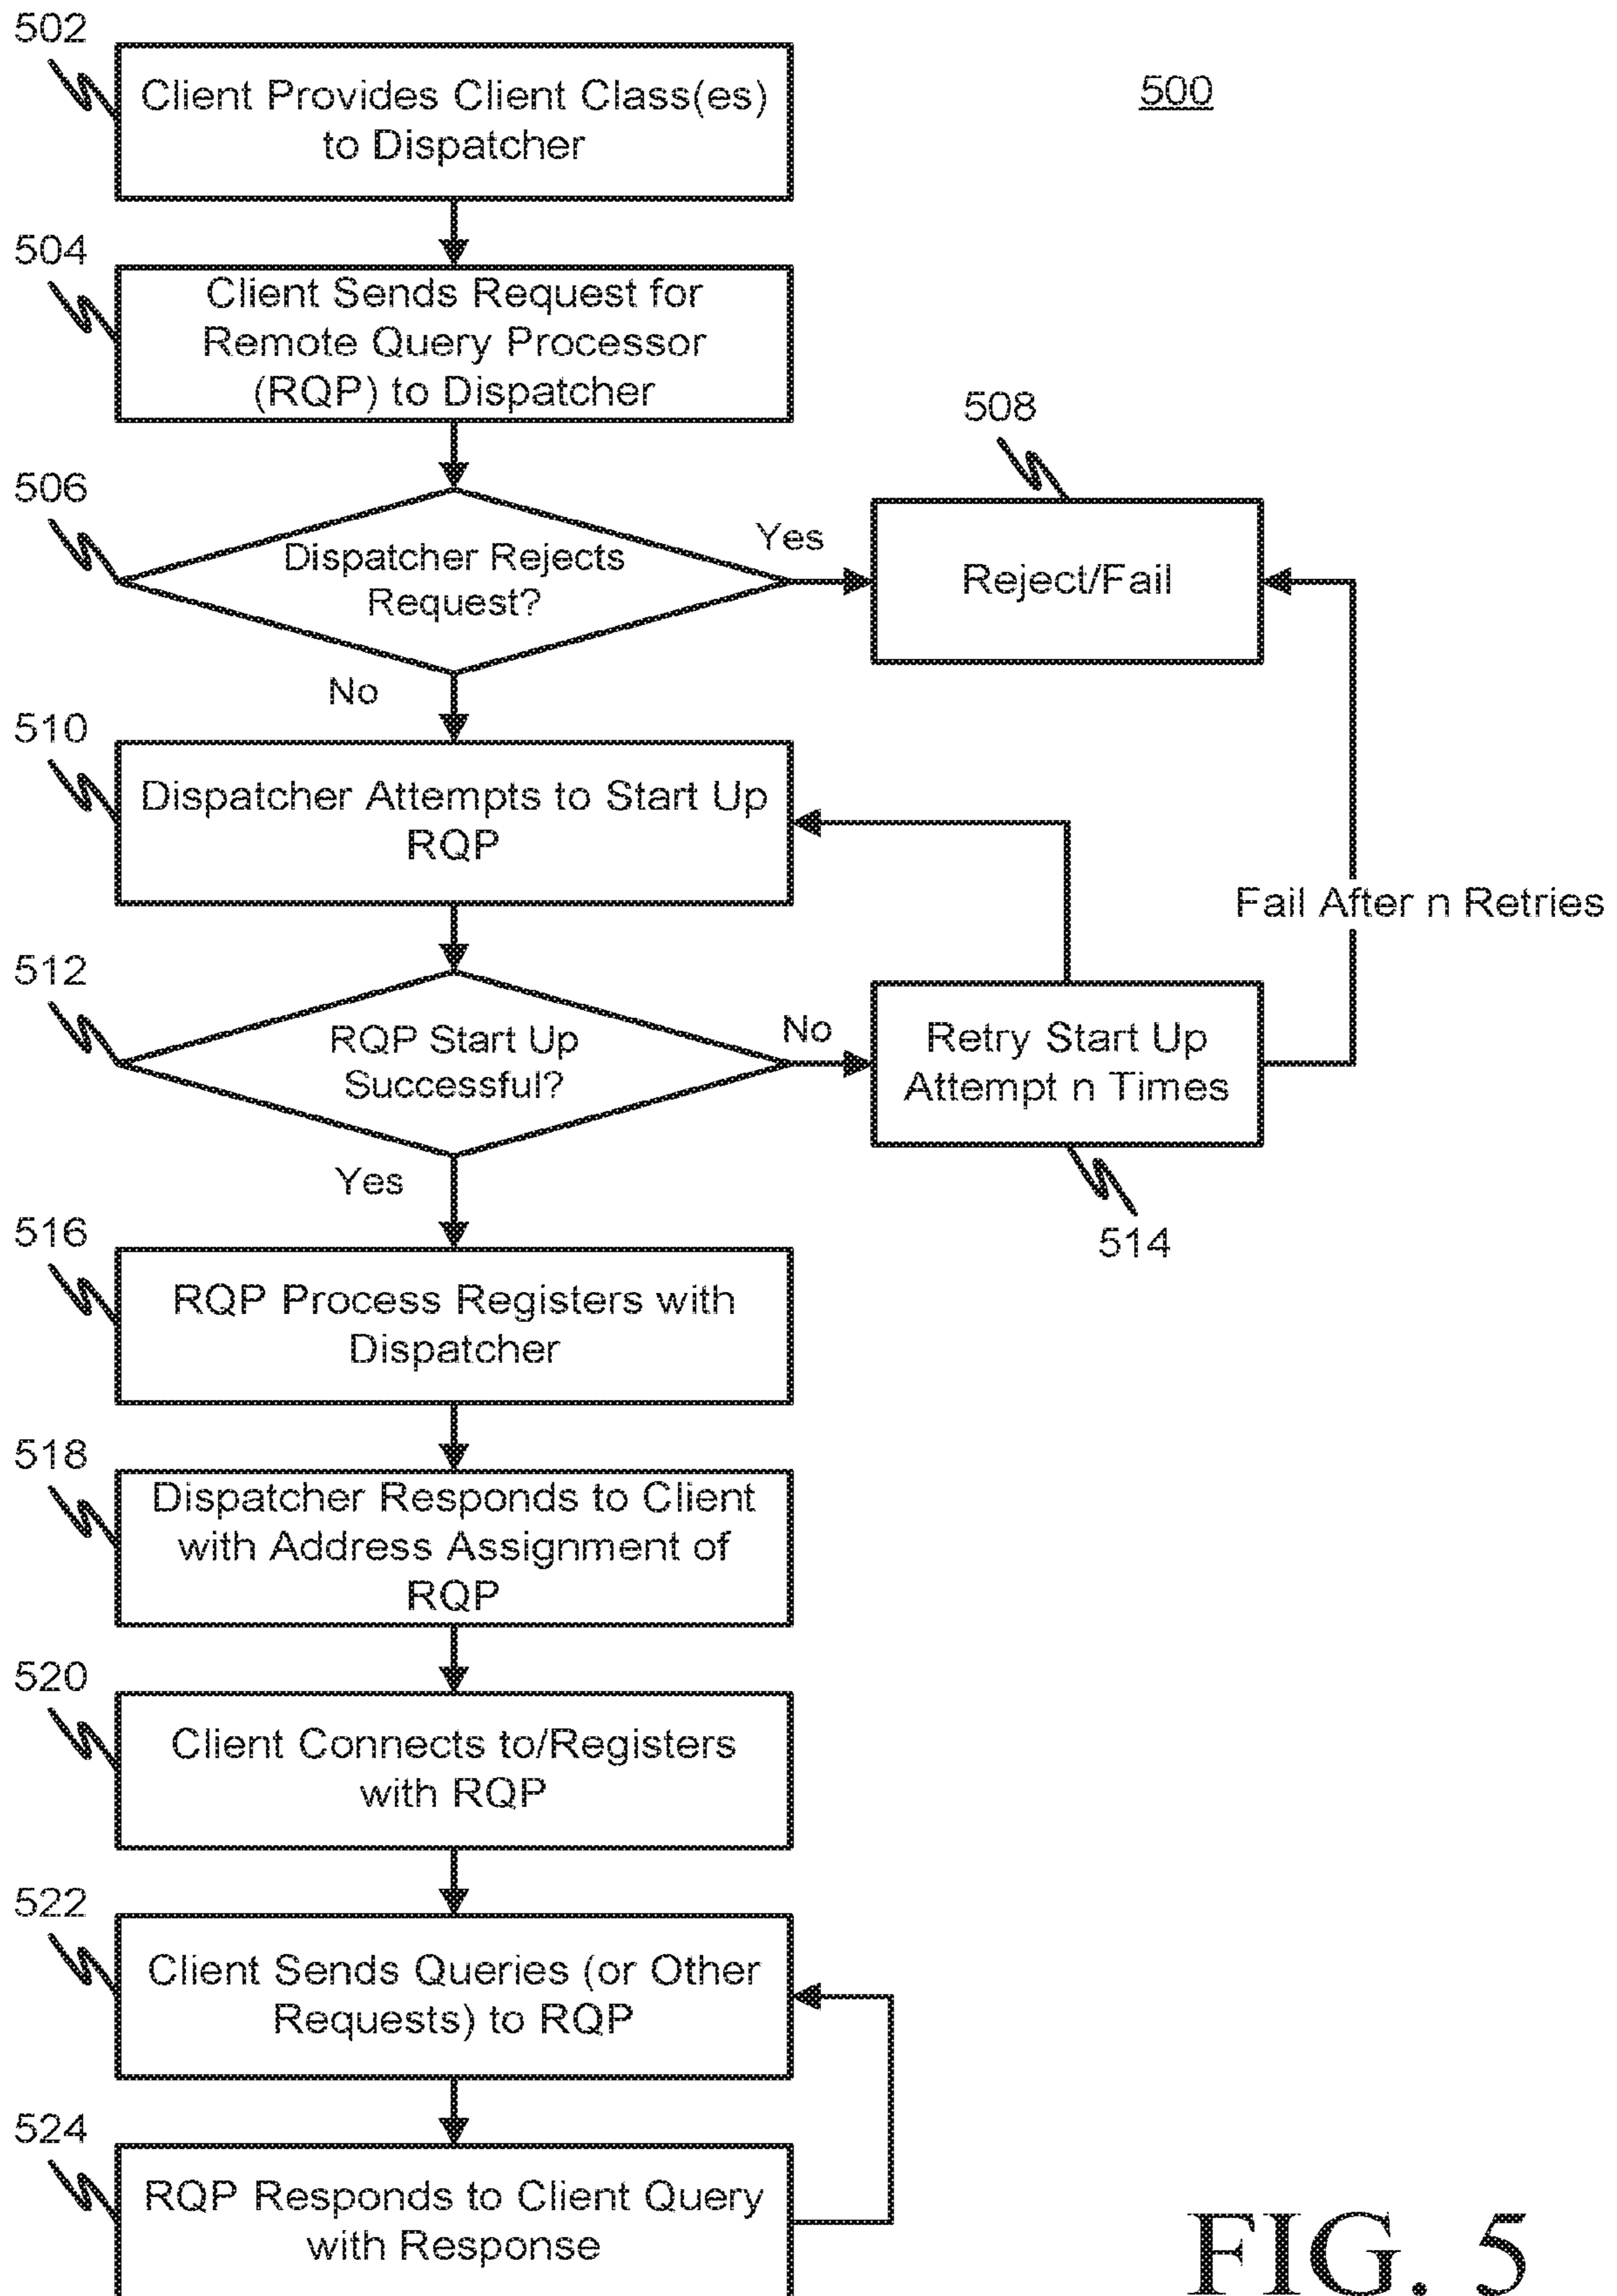 502
Client Provides Client Class(es)
to Dispatcher
500
504
Client Sends Request for
Remote Query Processor
(RQP) to Dispatcher
506
Dispatcher Rejects
Request?
Yes
508
Reject/Fail
No
510
Dispatcher Attempts to Start Up
RQP
Fail After n Retries
512
RQP Start Up
Successful?
No
Retry Start Up
Attempt n Times
514
Yes
516
RQP Process Registers with
Dispatcher
518
Dispatcher Responds to Client
with Address Assignment of
RQP
520
Client Connects to/Registers
with RQP
522
Client Sends Queries (or Other
Requests) to RQP
524
RQP Responds to Client Query
with Response
FIG. 5